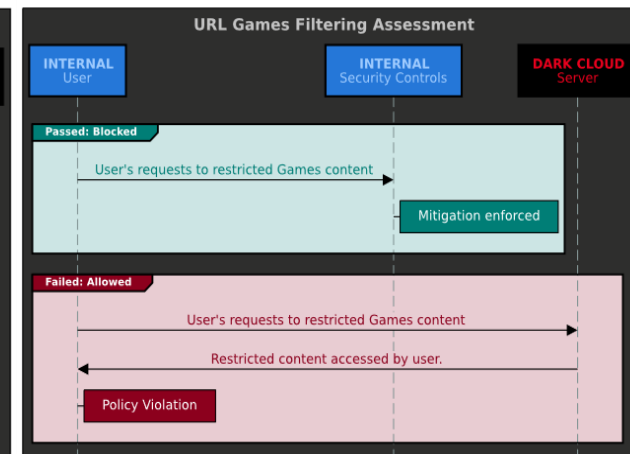 URL Games Filtering Assessment
INTERNAL
User
INTERNAL
Security Controls
DARK CLOUD
Server
Passed: Blocked
User's requests to restricted Games content
Mitigation enforced
Failed: Allowed
User's requests to restricted Games content
Restricted content accessed by user.
Policy Violation